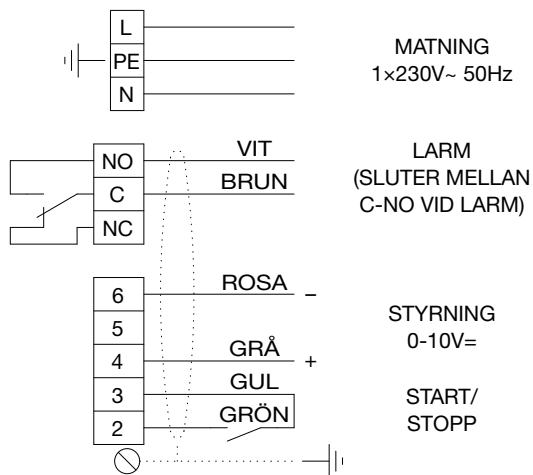 L
PE
N
MATNING
1×230V~ 50Hz
NO
C
NC
VIT
BRUN
LARM
(SLUTER MELLAN
C-NO VID LARM)
6
5
4
3
2
ROSA
−
GRÅ
+
GUL
GRÖN
STYRNING
0-10V=
START/
STOPP